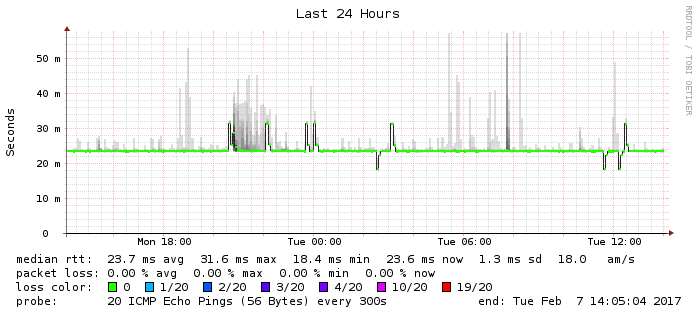 Last 24 Hours
RRDTOOL / TOBI OETIKER
Seconds
50 m
40 m
30 m
20 m
10 m
0
Mon 18:00 Tue 00:00 Tue 06:00 Tue 12:00
median rtt: 23.7 ms avg 31.6 ms max 18.4 ms min 23.6 ms now 1.3 ms sd 18.0 am/s
packet loss: 0.00 % avg 0.00 % max 0.00 % min 0.00 % now
loss color: 0 1/20 2/20 3/20 4/20 10/20 19/20
probe: 20 ICMP Echo Pings (56 Bytes) every 300s end: Tue Feb 7 14:05:04 2017